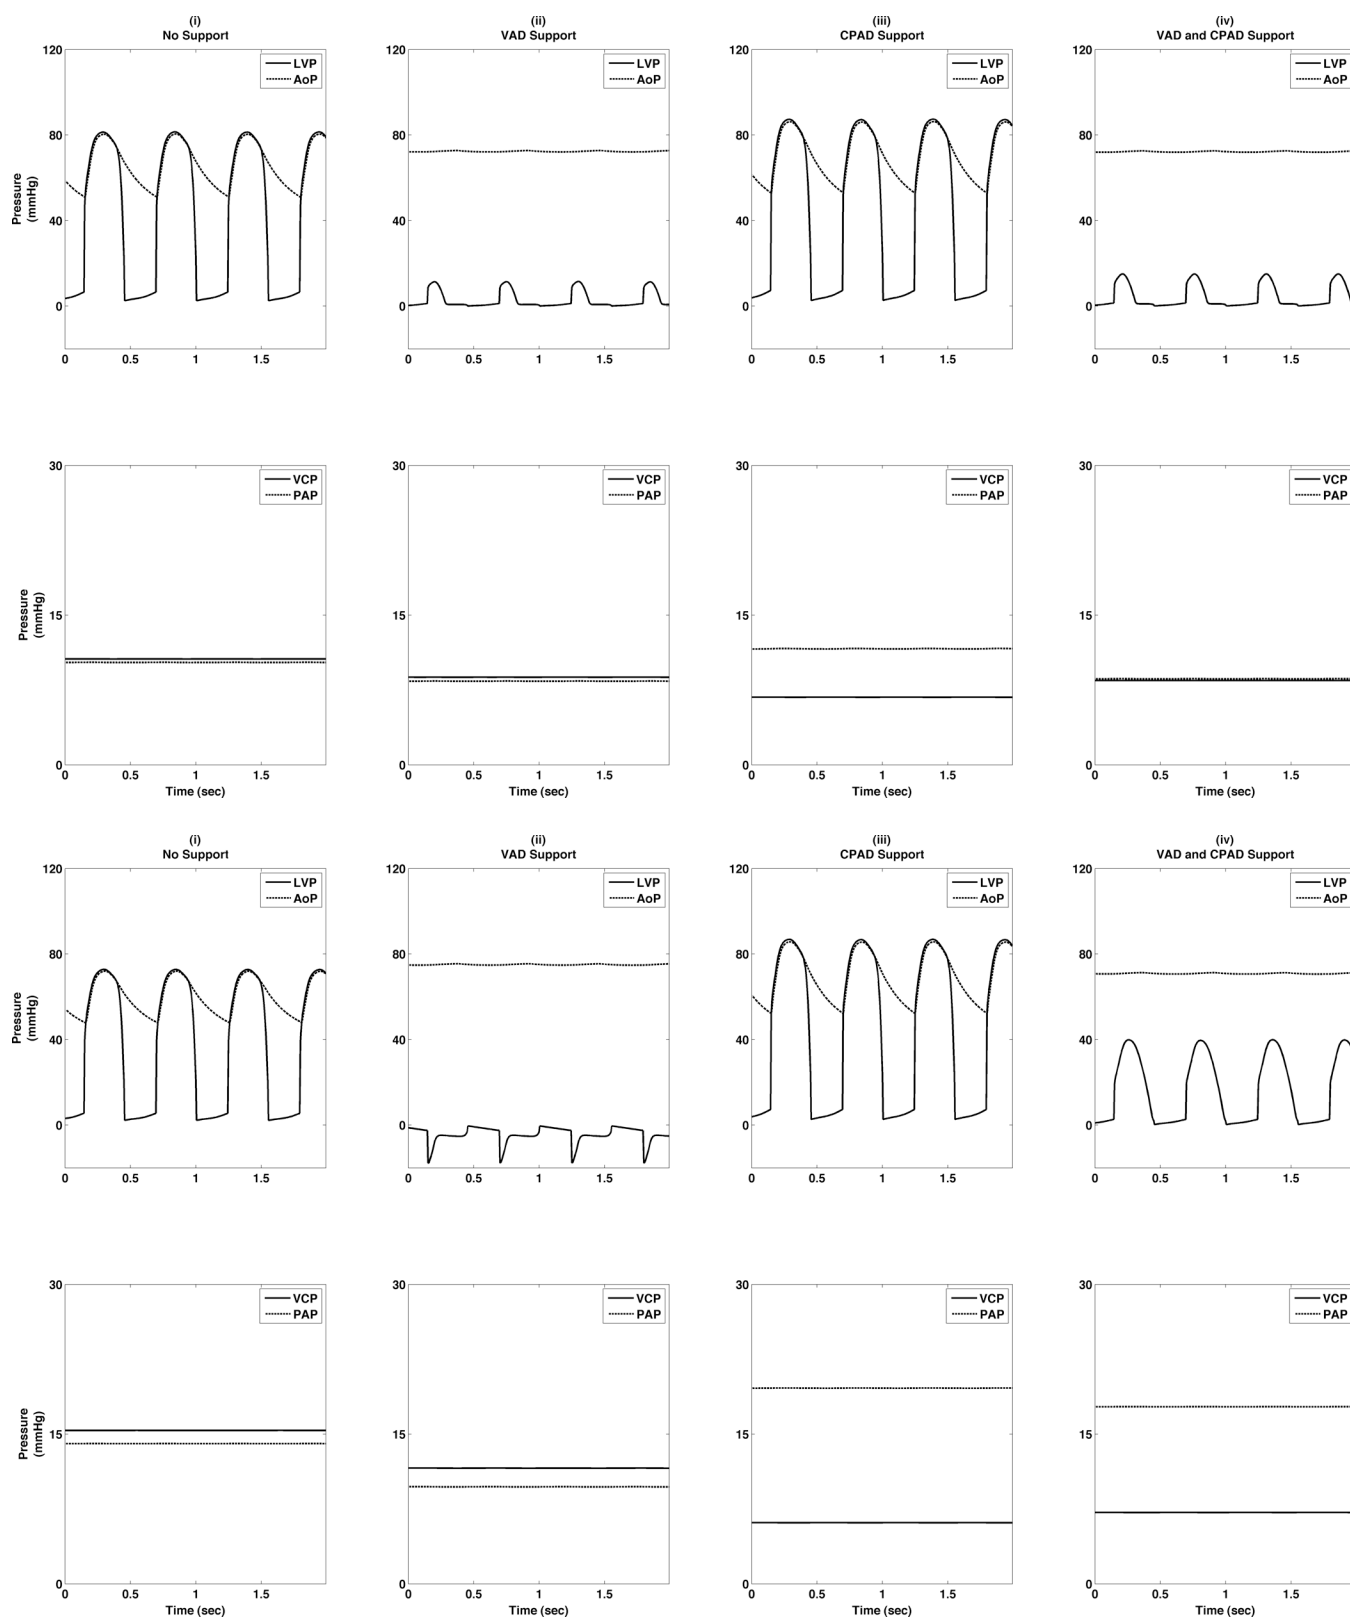 (i)
No Support
(ii)
VAD Support
(iii)
CPAD Support
(iv)
VAD and CPAD Support
Pressure
(mmHg)
120
80
40
0
0 0.5 1 1.5
LVP
AoP
120
80
40
0
0 0.5 1 1.5
LVP
AoP
120
80
40
0
0 0.5 1 1.5
LVP
AoP
120
80
40
0
0 0.5 1 1.5
LVP
AoP
Pressure
(mmHg)
30
15
0
0 0.5 1 1.5
Time (sec)
VCP
PAP
30
15
0
0 0.5 1 1.5
Time (sec)
VCP
PAP
30
15
0
0 0.5 1 1.5
Time (sec)
VCP
PAP
30
15
0
0 0.5 1 1.5
Time (sec)
VCP
PAP
(i)
No Support
(ii)
VAD Support
(iii)
CPAD Support
(iv)
VAD and CPAD Support
Pressure
(mmHg)
120
80
40
0
0 0.5 1 1.5
LVP
AoP
120
80
40
0
0 0.5 1 1.5
LVP
AoP
120
80
40
0
0 0.5 1 1.5
LVP
AoP
120
80
40
0
0 0.5 1 1.5
LVP
AoP
Pressure
(mmHg)
30
15
0
0 0.5 1 1.5
Time (sec)
VCP
PAP
30
15
0
0 0.5 1 1.5
Time (sec)
VCP
PAP
30
15
0
0 0.5 1 1.5
Time (sec)
VCP
PAP
30
15
0
0 0.5 1 1.5
Time (sec)
VCP
PAP